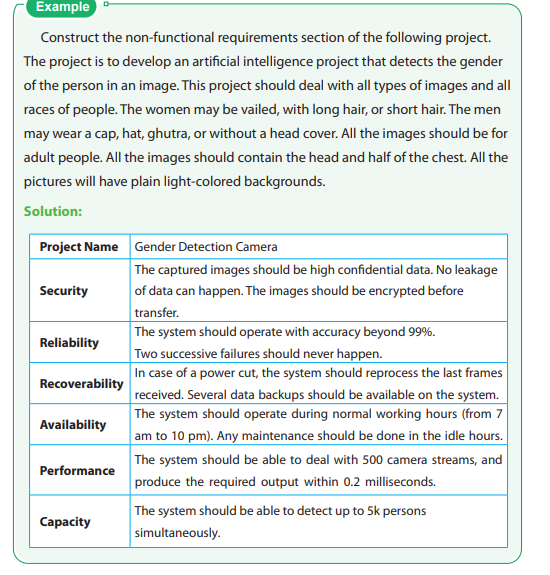 Example
Construct the non-functional requirements section of the following project.
The project is to develop an artificial intelligence project that detects the gender
of the person in an image. This project should deal with all types of images and all
races of people. The women may be vailed, with long hair, or short hair. The men
may wear a cap, hat, ghutra, or without a head cover. All the images should be for
adult people. All the images should contain the head and half of the chest. All the
pictures will have plain light-colored backgrounds.
Solution:
Project Name
Gender Detection Camera
Security
The captured images should be high confidential data. No leakage
of data can happen. The images should be encrypted before
transfer.
Reliability
The system should operate with accuracy beyond 99%.
Two successive failures should never happen.
Recoverability
In case of a power cut, the system should reprocess the last frames
received. Several data backups should be available on the system.
Availability
The system should operate during normal working hours (from 7
am to 10 pm). Any maintenance should be done in the idle hours.
Performance
The system should be able to deal with 500 camera streams, and
produce the required output within 0.2 milliseconds.
Capacity
The system should be able to detect up to 5k persons
simultaneously.